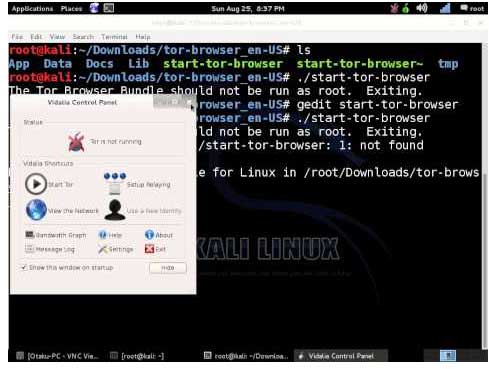 Applications Places Sun Aug 25, 8:37 PM root
File Edit View Search Terminal Help
root@kali:~/Downloads/tor-browser_en-US# ls
App Data Docs Lib start-tor-browser start-tor-browser~ tmp
root@kali:~/Downloads/tor-browser_en-US# ./start-tor-browser
The Tor Browser Bundle should not be run as root. Exiting.
/Downloads/tor-browser_en-US# gedit start-tor-browser
/Downloads/tor-browser_en-US# ./start-tor-browser
ld not be run as root. Exiting.
/start-tor-browser: 1: not found
le for Linux in /root/Downloads/tor-brows
Vidalia Control Panel
Status
Tor is not running
Vidalia Shortcuts
Start Tor Setup Relaying
View the Network Use a New Identity
Bandwidth Graph Help About
Message Log Settings Exit
Show this window on startup Hide
KALI LINUX
[Otaku-PC - VNC Vie... [root@kali: ~] root@kali: ~/Downloa... Vidalia Control Panel